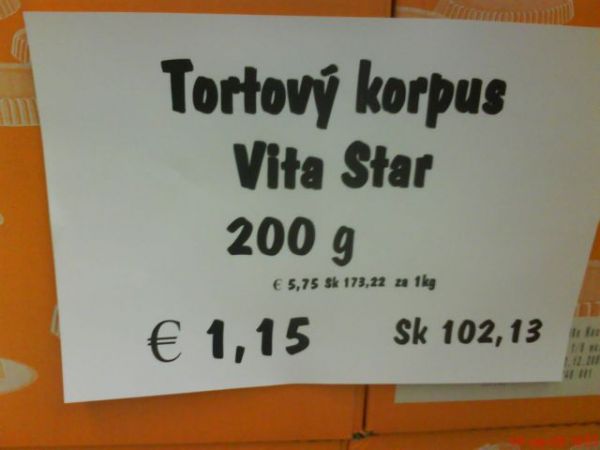 Tortový korpus
Vita Star
200 g
€ 5,75 Sk 173,22 za 1kg
€ 1,15 Sk 102,13